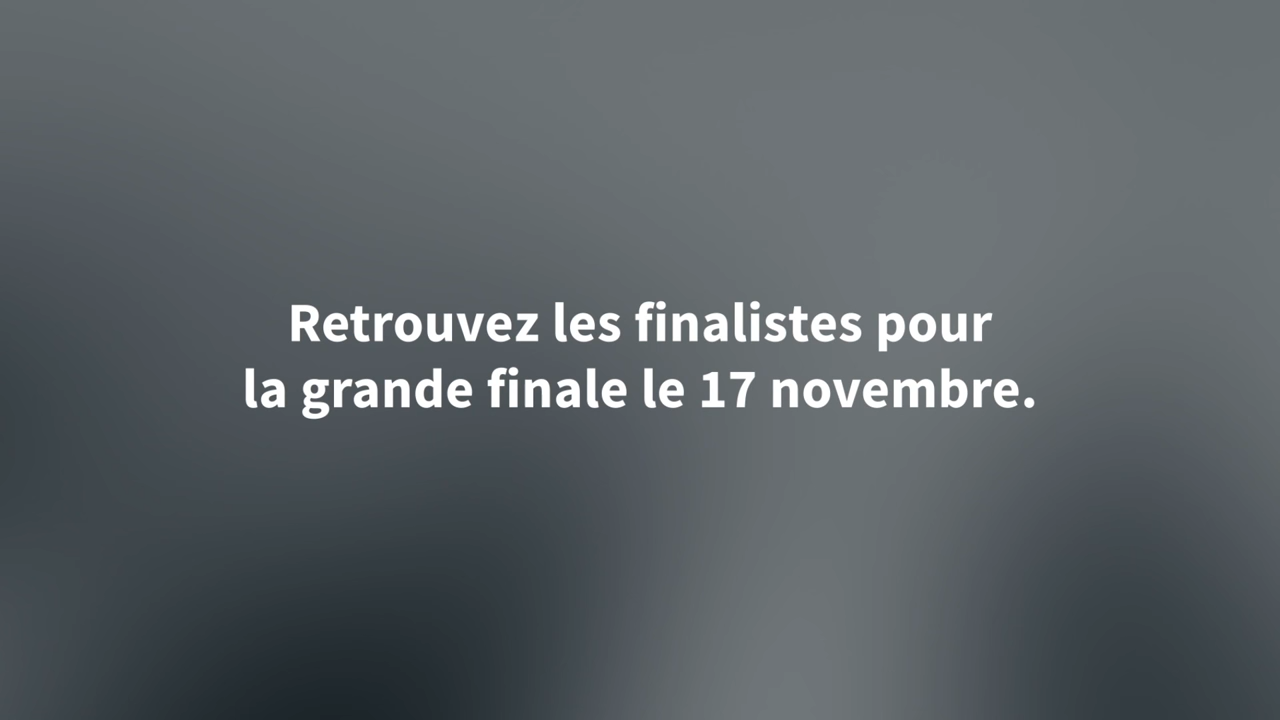 Retrouvez les finalistes pour
la grande finale le 17 novembre.